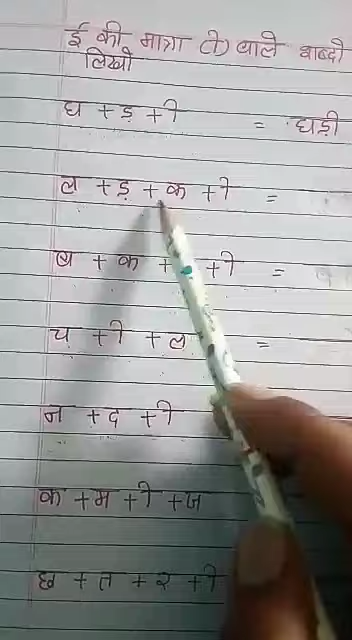 ई की मात्रा (ी) वाले शब्दो
लिखो
घ + ड़ + ी = घड़ी
ल + ड़ + क + ी =
ब + क + + ी =
च + ी + ल =
न + द + ी
क + म + ी + ज
छ + त + र + ी